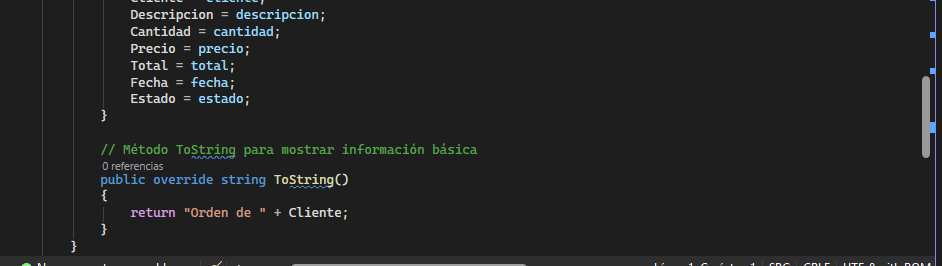 Descripcion = descripcion;
Cantidad = cantidad;
Precio = precio;
Total = total;
Fecha = fecha;
Estado = estado;
}
// Método ToString para mostrar información básica
0 referencias
public override string ToString()
{
return "Orden de " + Cliente;
}
}